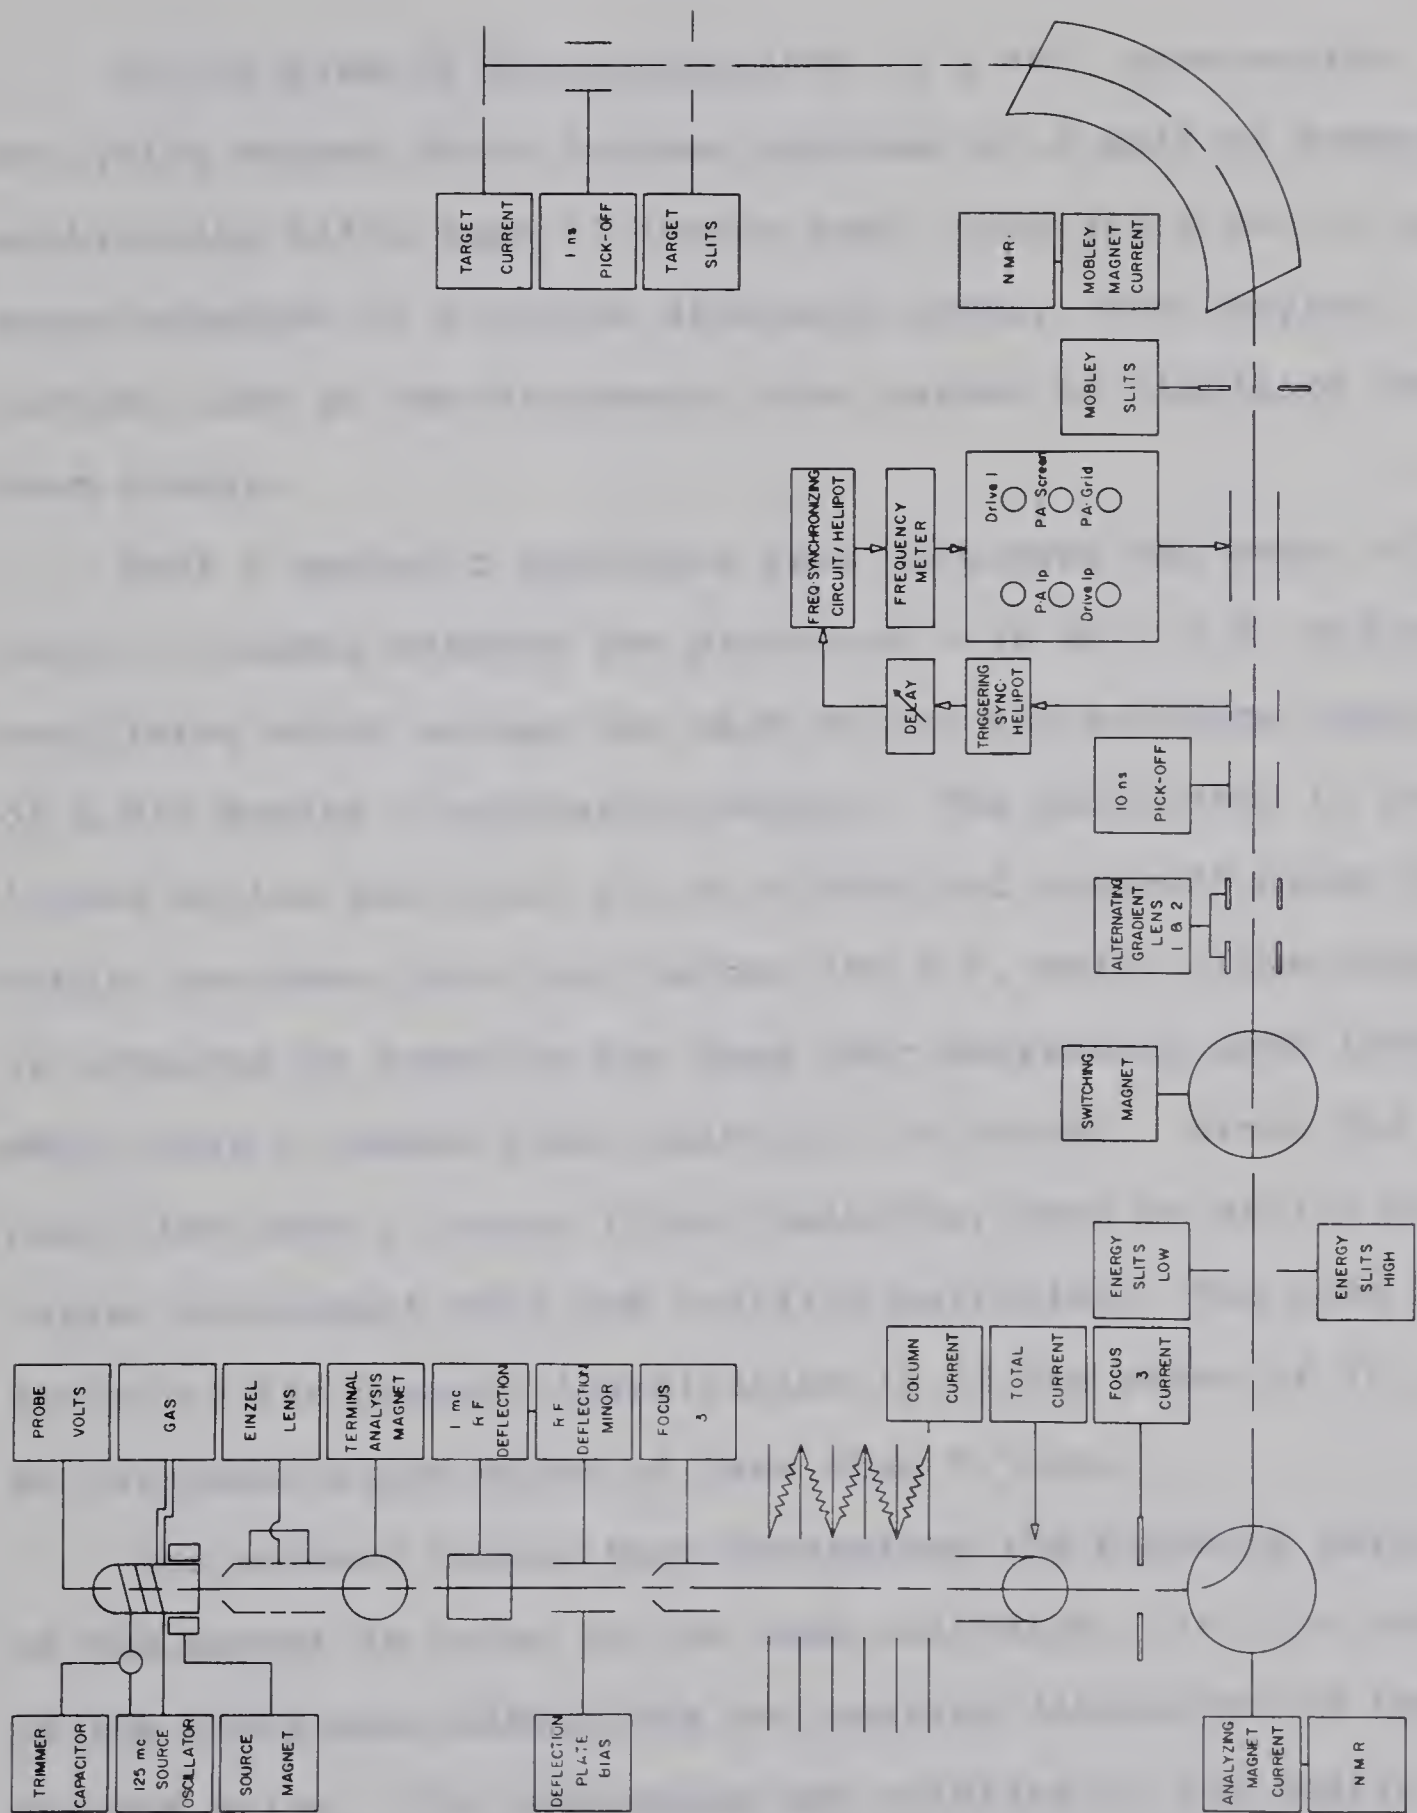 TARGET
CURRENT
1 ns
PICK-OFF
TARGET
SLITS
N.M.R.
MOBLEY
MAGNET
CURRENT
MOBLEY
SLITS
FREQ.SYNCHRONIZING
CIRCUIT/HELIPOT
FREQUENCY
METER
Drive I
PA Screen
PA Grid
P.A Ip
Drive Ip
DELAY
TRIGGERING
SYNC.
HELIPOT
10 ns
PICK-OFF
ALTERNATING
GRADIENT
LENS
1 & 2
SWITCHING
MAGNET
ENERGY
SLITS
LOW
ENERGY
SLITS
HIGH
PROBE
VOLTS
GAS
EINZEL
LENS
TERMINAL
ANALYSIS
MAGNET
1 mc
RF
DEFLECTION
RF
DEFLECTION
MINOR
FOCUS
3
COLUMN
CURRENT
TOTAL
CURRENT
FOCUS
3
CURRENT
TRIMMER
CAPACITOR
125 mc
SOURCE
OSCILLATOR
SOURCE
MAGNET
DEFLECTION
PLATE
BIAS
ANALYZING
MAGNET
CURRENT
NMR